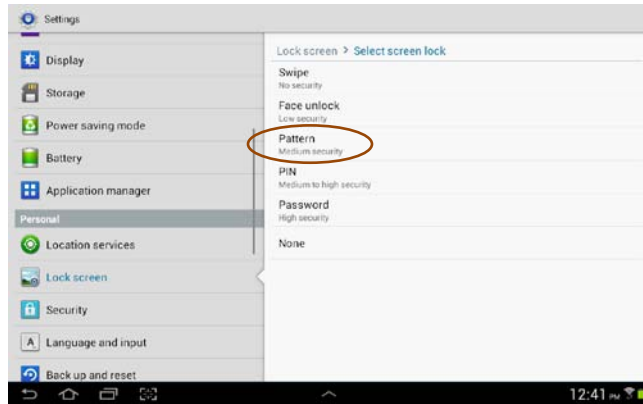 Settings
Display
Storage
Power saving mode
Battery
Application manager
Personal
Location services
Lock screen
Security
A Language and input
Back up and reset
Lock screen > Select screen lock
Swipe
No security
Face unlock
Low security
Pattern
Medium security
PIN
Medium to high security
Password
High security
None
12:41 PM